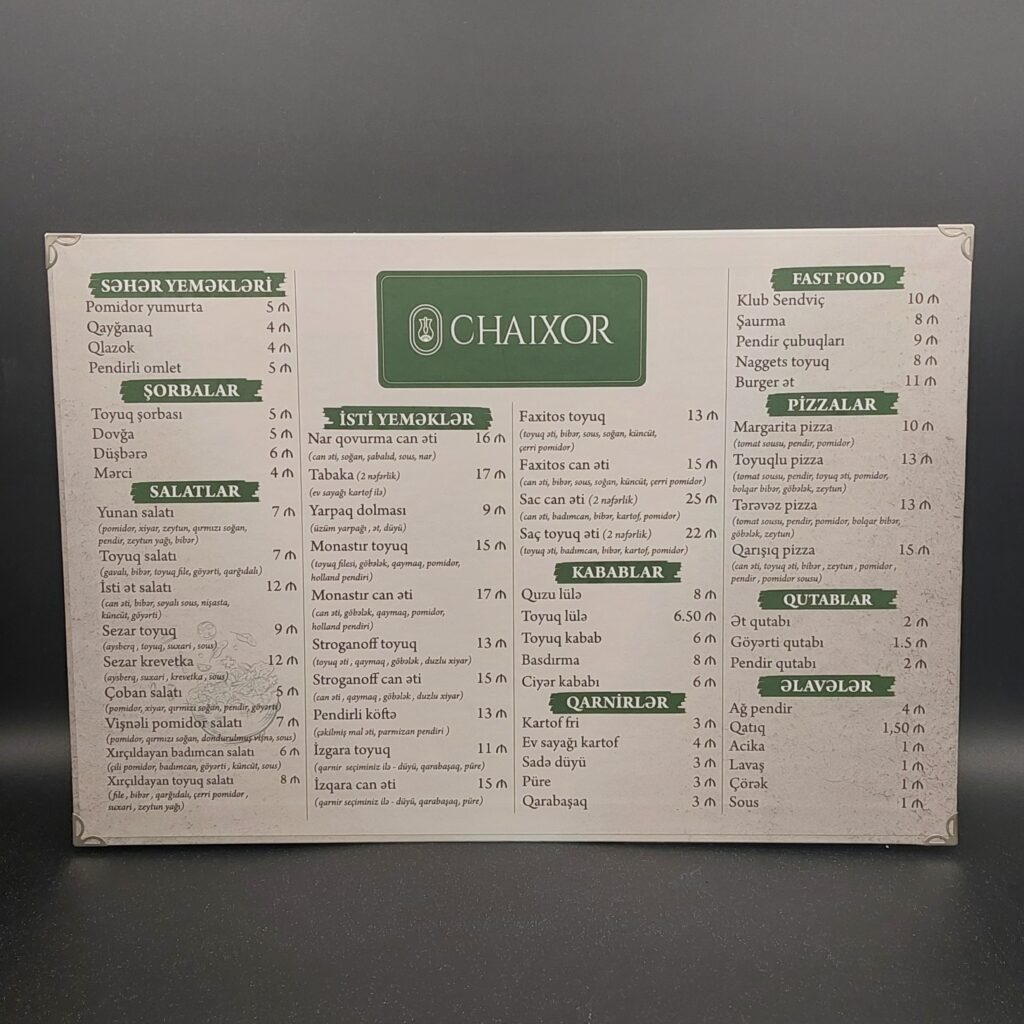 SƏHƏR YEMƏKLƏRİ
Pomidor yumurta 5 ₼
Qayğanaq 4 ₼
Qlazok 4 ₼
Pendirli omlet 5 ₼
ŞORBALAR
Toyuq şorbası 5 ₼
Dovğa 5 ₼
Düşbərə 6 ₼
Mərci 4 ₼
SALATLAR
Yunan salatı 7 ₼
(pomidor, xiyar, zeytun, qırmızı soğan,
pendir, zeytun yağı, bibər)
Toyuq salatı 7 ₼
(gavalı, bibər, toyuq file, göyərti, qarğıdalı)
İsti ət salatı 12 ₼
(can əti, bibər, soyalı sous, nişasta,
küncüt, göyərti)
Sezar toyuq 9 ₼
(aysberq , toyuq, suxari , sous)
Sezar krevetka 12 ₼
(aysberq, suxari , krevetka , sous)
Çoban salatı 5 ₼
(pomidor, xiyar, qırmızı soğan, pendir, göyərti)
Vişnəli pomidor salatı 7 ₼
(pomidor, qırmızı soğan, dondurulmuş vişnə, sous)
Xırçıldayan badımcan salatı 6 ₼
(çili pomidor, badımcan, göyərti , küncüt, sous)
Xırçıldayan toyuq salatı 8 ₼
(file , bibər , qarğıdalı, çerri pomidor ,
suxari , zeytun yağı)
CHAIXOR
İSTİ YEMƏKLƏR
Nar qovurma can əti 16 ₼
(can əti, soğan, şabalıd, sous, nar)
Tabaka (2 nəfərlik) 17 ₼
(ev sayağı kartof ilə)
Yarpaq dolması 9 ₼
(üzüm yarpağı , ət, düyü)
Monastır toyuq 15 ₼
(toyuq filesi, göbələk, qaymaq, pomidor,
holland pendiri)
Monastır can əti 17 ₼
(can əti, göbələk, qaymaq, pomidor,
holland pendiri)
Stroganoff toyuq 13 ₼
(toyuq əti , qaymaq , göbələk , duzlu xiyar)
Stroganoff can əti 15 ₼
(can əti , qaymaq , göbələk , duzlu xiyar)
Pendirli köftə 13 ₼
(çəkilmiş mal əti, parmizan pendiri )
İzgara toyuq 11 ₼
(qarnir seçiminiz ilə - düyü, qarabaşaq, püre)
İzqara can əti 15 ₼
(qarnir seçiminiz ilə - düyü, qarabaşaq, püre)
Faxitos toyuq 13 ₼
(toyuq əti, bibər, sous, soğan, küncüt,
çerri pomidor)
Faxitos can əti 15 ₼
(can əti, bibər, sous, soğan, küncüt, çerri pomidor)
Sac can əti (2 nəfərlik) 25 ₼
(can əti, badımcan, bibər, kartof, pomidor)
Saç toyuq əti (2 nəfərlik) 22 ₼
(toyuq əti, badımcan, bibər, kartof, pomidor)
KABABLAR
Quzu lülə 8 ₼
Toyuq lülə 6.50 ₼
Toyuq kabab 6 ₼
Basdırma 8 ₼
Ciyər kababı 6 ₼
QARNİRLƏR
Kartof fri 3 ₼
Ev sayağı kartof 4 ₼
Sadə düyü 3 ₼
Püre 3 ₼
Qarabaşaq 3 ₼
FAST FOOD
Klub Sendviç 10 ₼
Şaurma 8 ₼
Pendir çubuqları 9 ₼
Naggets toyuq 8 ₼
Burger ət 11 ₼
PİZZALAR
Margarita pizza 10 ₼
(tomat sousu, pendir, pomidor)
Toyuqlu pizza 13 ₼
(tomat sousu, pendir, toyuq əti, pomidor,
bolqar bibər, göbələk, zeytun)
Tərəvəz pizza 13 ₼
(tomat sousu, pendir, pomidor, bolqar bibər,
göbələk, zeytun)
Qarışıq pizza 15 ₼
(can əti, toyuq əti, bibər , zeytun , pomidor ,
pendir , pomidor sousu)
QUTABLAR
Ət qutabı 2 ₼
Göyərti qutabı 1.5 ₼
Pendir qutabı 2 ₼
ƏLAVƏLƏR
Ağ pendir 4 ₼
Qatıq 1,50 ₼
Acika 1 ₼
Lavaş 1 ₼
Çörək 1 ₼
Sous 1 ₼